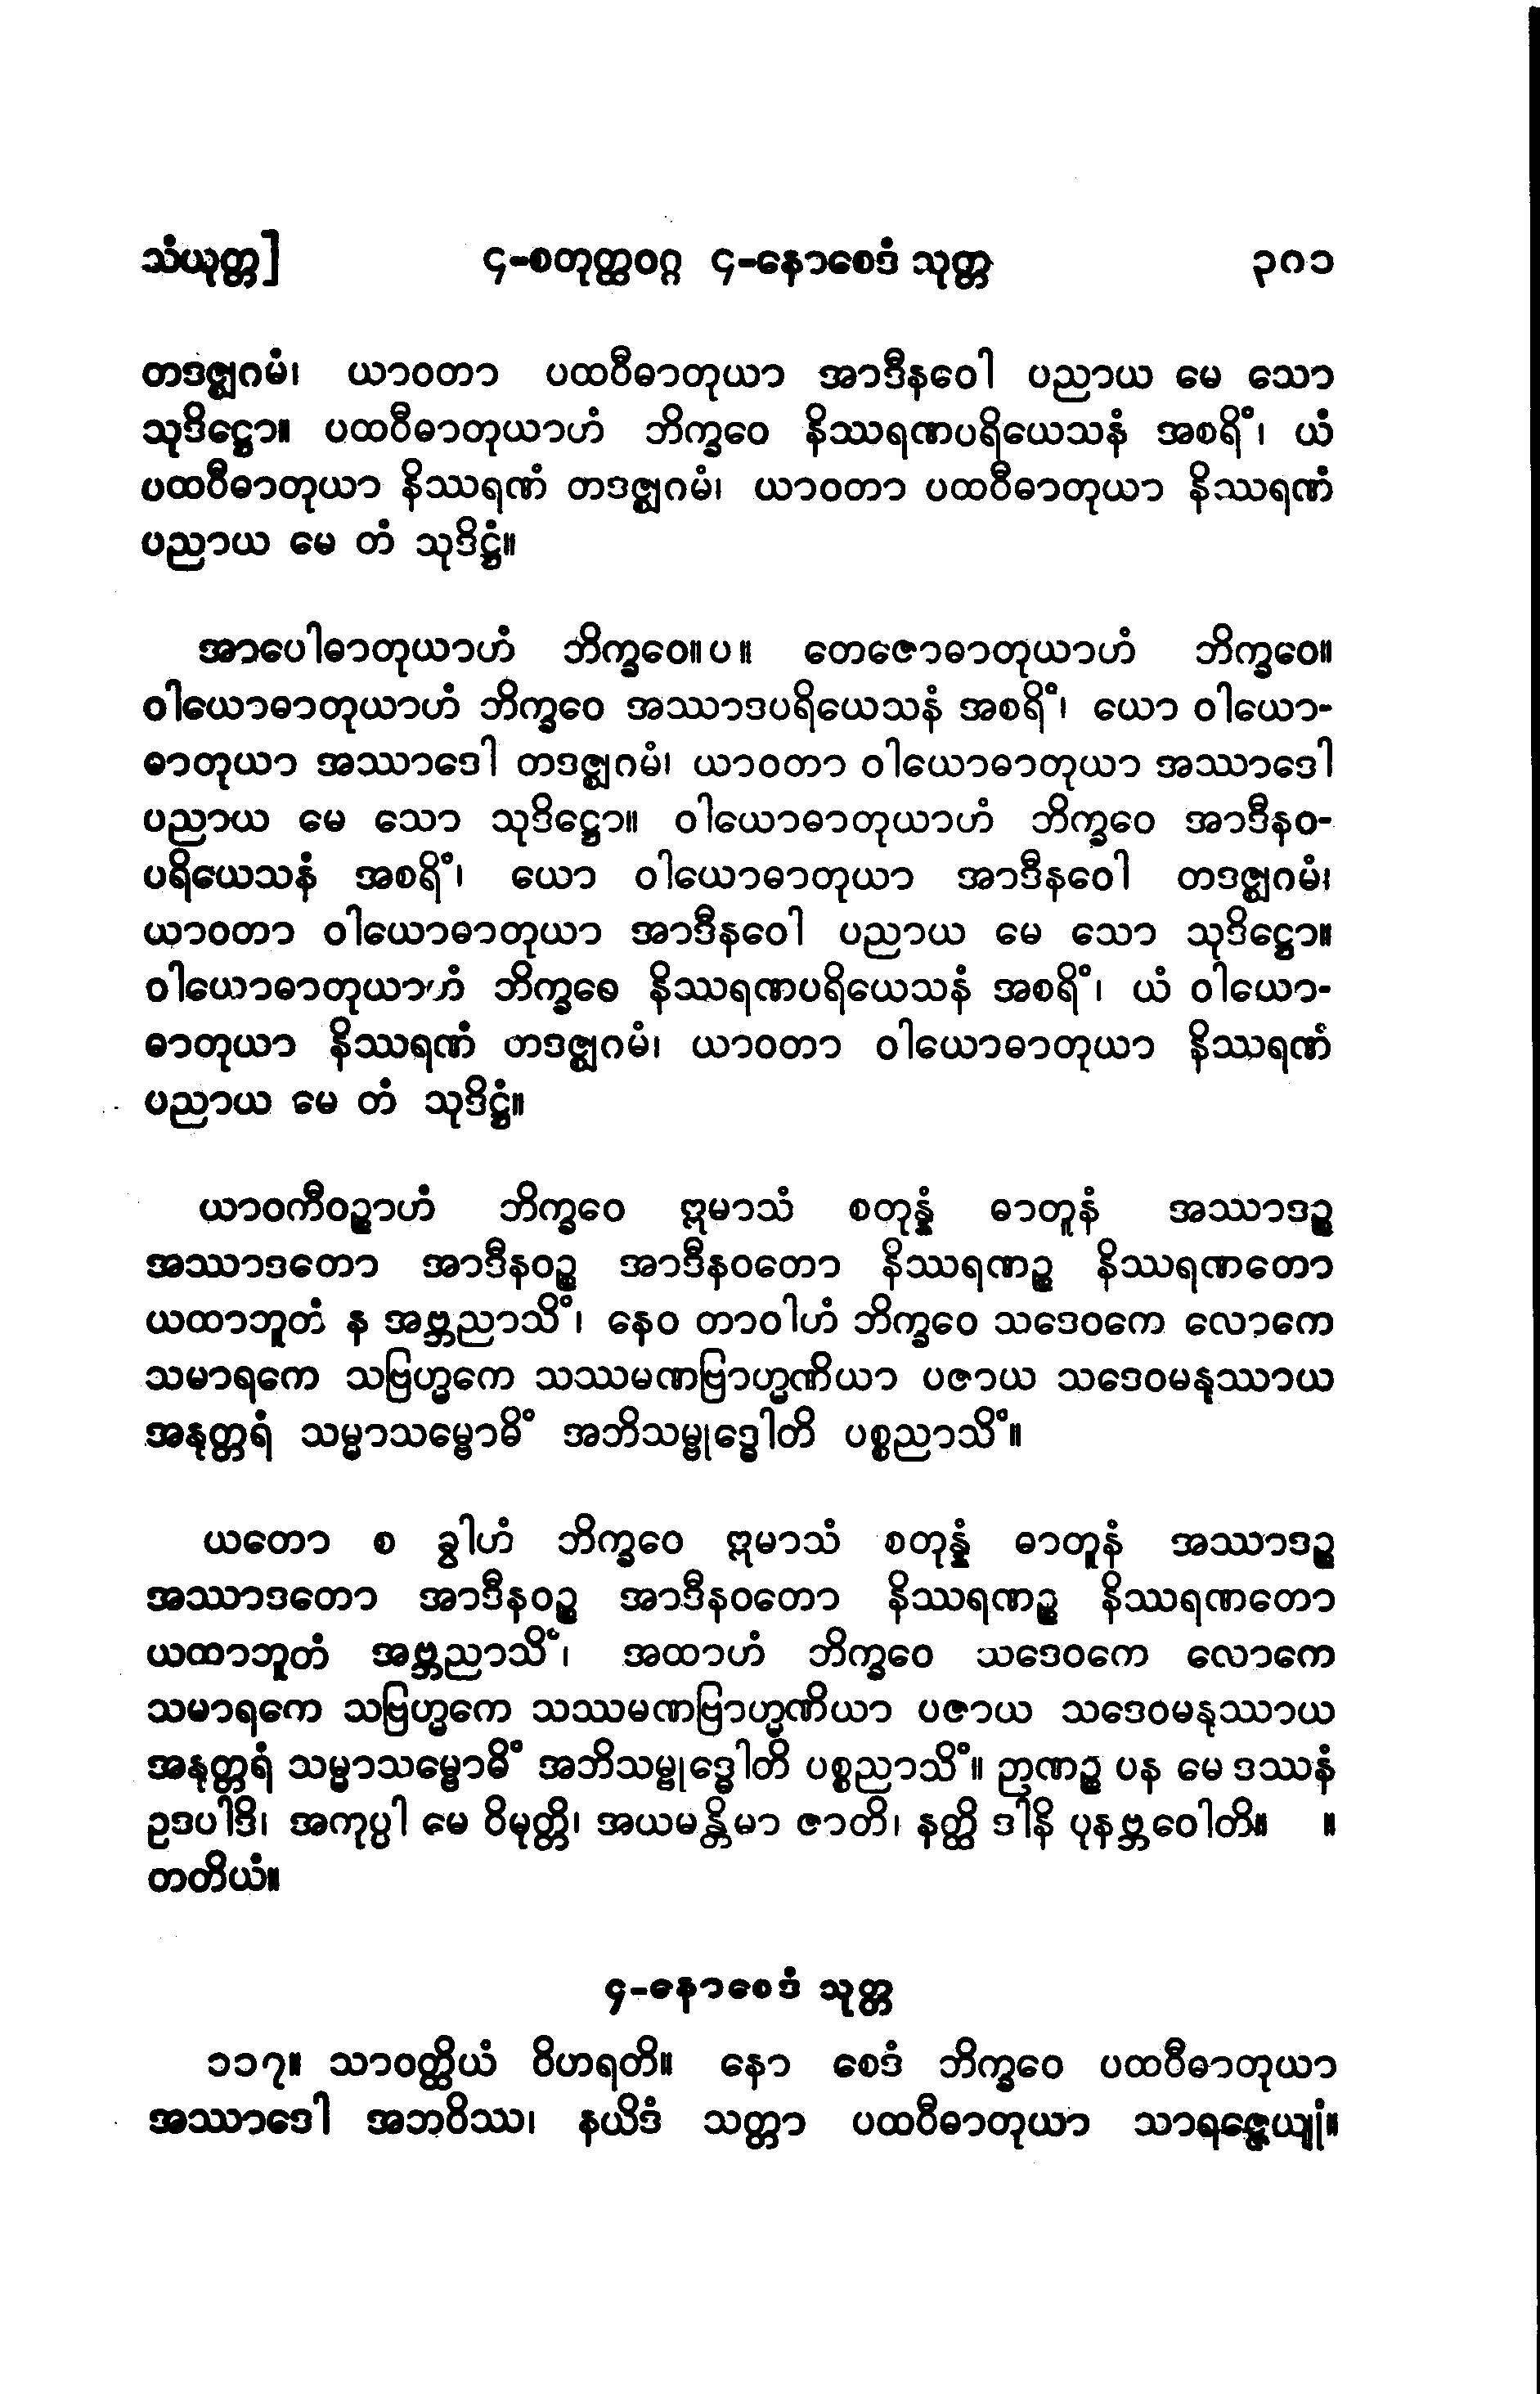 သံယုတ္တ] ၄-စတုတ္ထဝဂ္ဂ ၄-နောစေဒံ သုတ္တ ၃ဂ၁
တဒဇ္ဈဂမံ၊ ယာဝတာ ပထဝီဓာတုယာ အာဒီနဝေါ ပညာယ မေ သော
သုဒိဋ္ဌော။ ပထဝီဓာတုယာဟံ ဘိက္ခဝေ နိဿရဏပရိယေသနံ အစရိံ၊ ယံ
ပထဝီဓာတုယာ နိဿရဏံ တဒဇ္ဈဂမံ၊ ယာဝတာ ပထဝီဓာတုယာ နိဿရဏံ
ပညာယ မေ တံ သုဒိဋ္ဌံ။
အာပေါဓာတုယာဟံ ဘိက္ခဝေ။ပ။ တေဇောဓာတုယာဟံ ဘိက္ခဝေ။
ဝါယောဓာတုယာဟံ ဘိက္ခဝေ အဿာဒပရိယေသနံ အစရိံ၊ ယော ဝါယော-
ဓာတုယာ အဿာဒေါ တဒဇ္ဈဂမံ၊ ယာဝတာ ဝါယောဓာတုယာ အဿာဒေါ
ပညာယ မေ သော သုဒိဋ္ဌော။ ဝါယောဓာတုယာဟံ ဘိက္ခဝေ အာဒီနဝ-
ပရိယေသနံ အစရိံ၊ ယော ဝါယောဓာတုယာ အာဒီနဝေါ တဒဇ္ဈဂမံ၊
ယာဝတာ ဝါယောဓာတုယာ အာဒီနဝေါ ပညာယ မေ သော သုဒိဋ္ဌော။
ဝါယောဓာတုယာဟံ ဘိက္ခဝေ နိဿရဏပရိယေသနံ အစရိံ၊ ယံ ဝါယော-
ဓာတုယာ နိဿရဏံ တဒဇ္ဈဂမံ၊ ယာဝတာ ဝါယောဓာတုယာ နိဿရဏံ
ပညာယ မေ တံ သုဒိဋ္ဌံ။
ယာဝကီဝဉ္စာဟံ ဘိက္ခဝေ ဣမာသံ စတုန္နံ ဓာတူနံ အဿာဒဉ္စ
အဿာဒတော အာဒီနဝဉ္စ အာဒီနဝတော နိဿရဏဉ္စ နိဿရဏတော
ယထာဘူတံ န အဗ္ဘညာသိံ၊ နေဝ တာဝါဟံ ဘိက္ခဝေ သဒေဝကေ လောကေ
သမာရကေ သဗြဟ္မကေ သဿမဏဗြာဟ္မဏိယာ ပဇာယ သဒေဝမနုဿာယ
အနုတ္တရံ သမ္မာသမ္ဗောဓိံ အဘိသမ္ဗုဒ္ဓေါတိ ပစ္စညာသိံ။
ယတော စ ခွါဟံ ဘိက္ခဝေ ဣမာသံ စတုန္နံ ဓာတူနံ အဿာဒဉ္စ
အဿာဒတော အာဒီနဝဉ္စ အာဒီနဝတော နိဿရဏဉ္စ နိဿရဏတော
ယထာဘူတံ အဗ္ဘညာသိံ၊ အထာဟံ ဘိက္ခဝေ သဒေဝကေ လောကေ
သမာရကေ သဗြဟ္မကေ သဿမဏဗြာဟ္မဏိယာ ပဇာယ သဒေဝမနုဿာယ
အနုတ္တရံ သမ္မာသမ္ဗောဓိံ အဘိသမ္ဗုဒ္ဓေါတိ ပစ္စညာသိံ။ ဉာဏဉ္စ ပန မေ ဒဿနံ
ဥဒပါဒိ၊ အကုပ္ပါ မေ ဝိမုတ္တိ၊ အယမန္တိမာ ဇာတိ၊ နတ္ထိ ဒါနိ ပုနဗ္ဘဝေါတိ။ ။
တတိယံ။
၄-နောစေဒံ သုတ္တ
၁၁၇။ သာဝတ္ထိယံ ဝိဟရတိ။ နော စေဒံ ဘိက္ခဝေ ပထဝီဓာတုယာ
အဿာဒေါ အဘဝိဿ၊ နယိဒံ သတ္တာ ပထဝီဓာတုယာ သာရဇ္ဇေယျုံ။